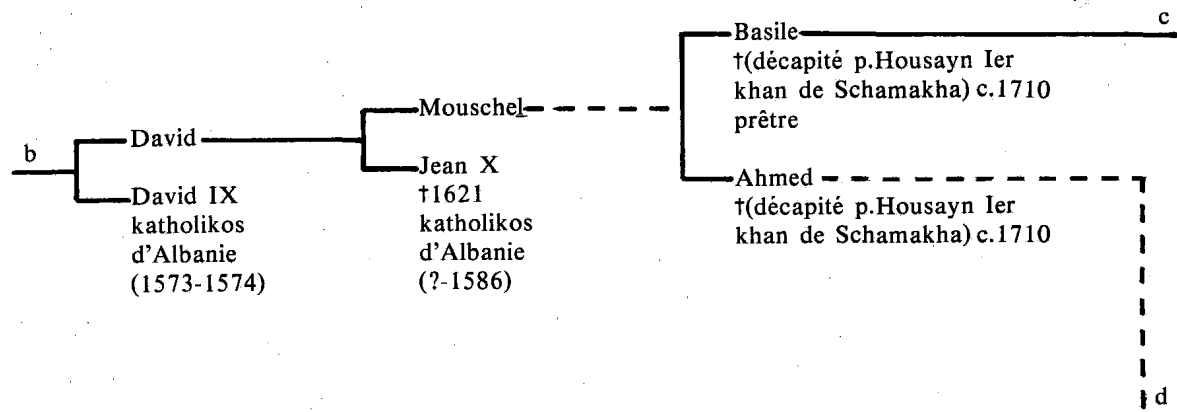 b
David
David IX
katholikos
d'Albanie
(1573-1574)
Mouschel
Jean X
†1621
katholikos
d'Albanie
(?-1586)
Basile
†(décapité p.Housayn Ier
khan de Schamakha) c.1710
prêtre
c
Ahmed
†(décapité p.Housayn Ier
khan de Schamakha) c.1710
d